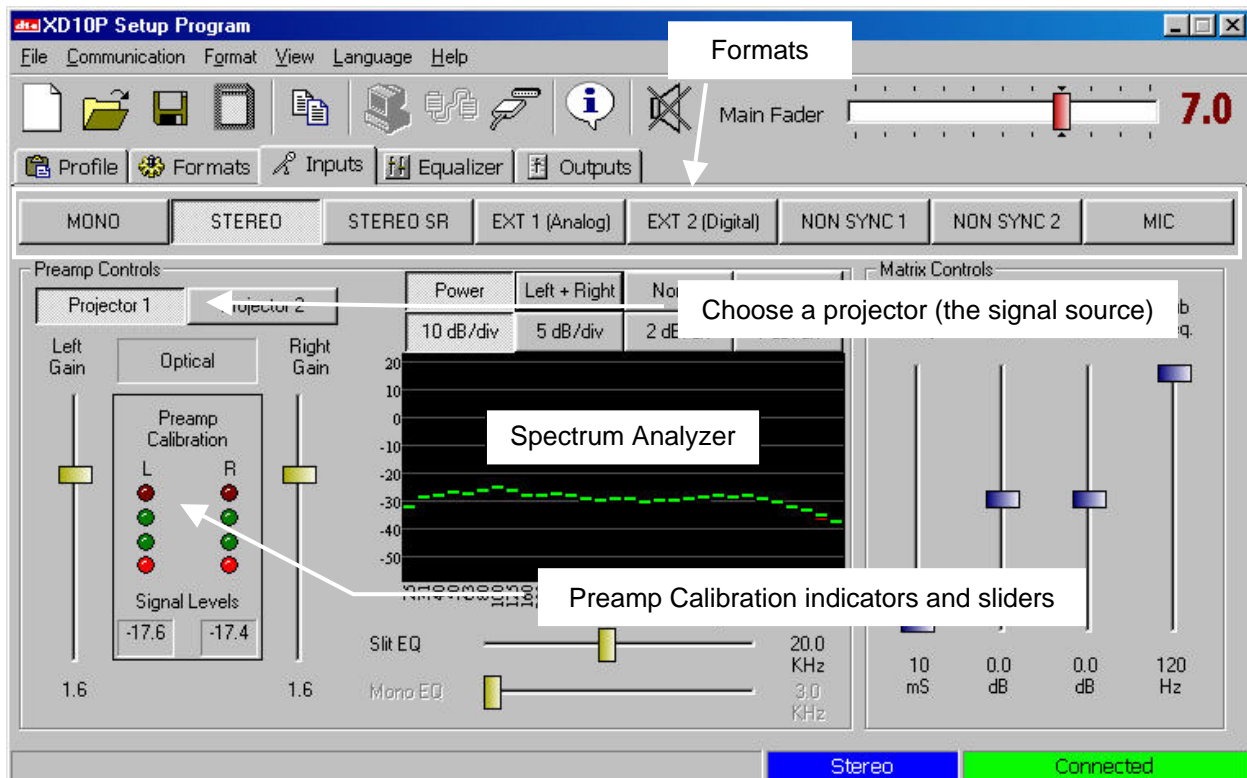 dts XD10P Setup Program
File Communication Format View Language Help
Formats
Main Fader 7.0
Profile Formats Inputs Equalizer Outputs
MONO STEREO STEREO SR EXT 1 (Analog) EXT 2 (Digital) NON SYNC 1 NON SYNC 2 MIC
Preamp Controls
Matrix Controls
Projector 1 Projector 2
Power Left + Right
Choose a projector (the signal source)
10 dB/div 5 dB/div
Left Gain
Optical
Right Gain
Preamp
Calibration
L R
20
10
0
-10
-20
-30
-40
-50
Spectrum Analyzer
Preamp Calibration indicators and sliders
Signal Levels
-17.6 -17.4
1.6 1.6
Slit EQ 20.0 KHz
Mono EQ 3.0 KHz
10 mS
0.0 dB
0.0 dB
120 Hz
Stereo Connected